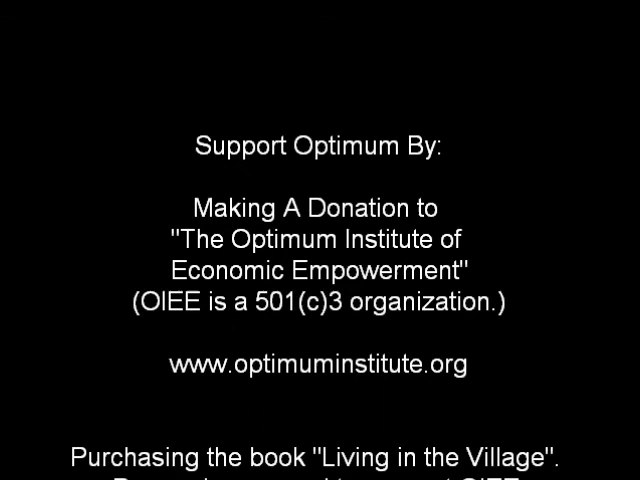 Support Optimum By:
Making A Donation to
"The Optimum Institute of
Economic Empowerment"
(OIEE is a 501(c)3 organization.)
www.optimuminstitute.org
Purchasing the book "Living in the Village".